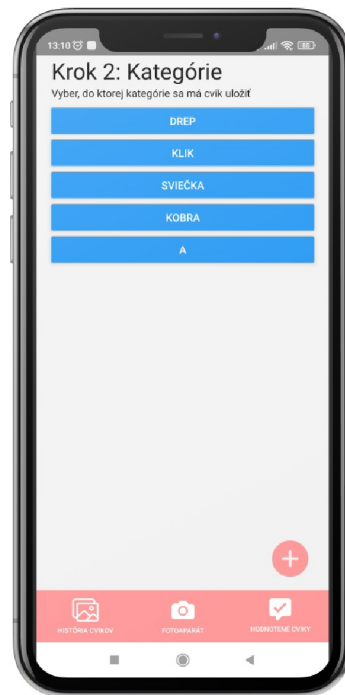 13:10
Krok 2: Kategórie
Vyber, do ktorej kategórie sa má cvik uložiť
DREP
KLIK
SVIEČKA
KOBRA
A
HISTÓRIA CVIKOV
FOTOAPARÁT
HODNOTENÉ CVIKY